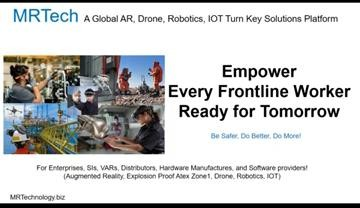 MRTech A Global AR, Drone, Robotics, IOT Turn Key Solutions Platform
Empower
Every Frontline Worker
Ready for Tomorrow
Be Safer, Do Better, Do More!
For Enterprises, SIs, VARs, Distributors, Hardware Manufactures, and Software providers!
(Augmented Reality, Explosion Proof Atex Zone1, Drone, Robotics, IOT)
MRTechnology.biz